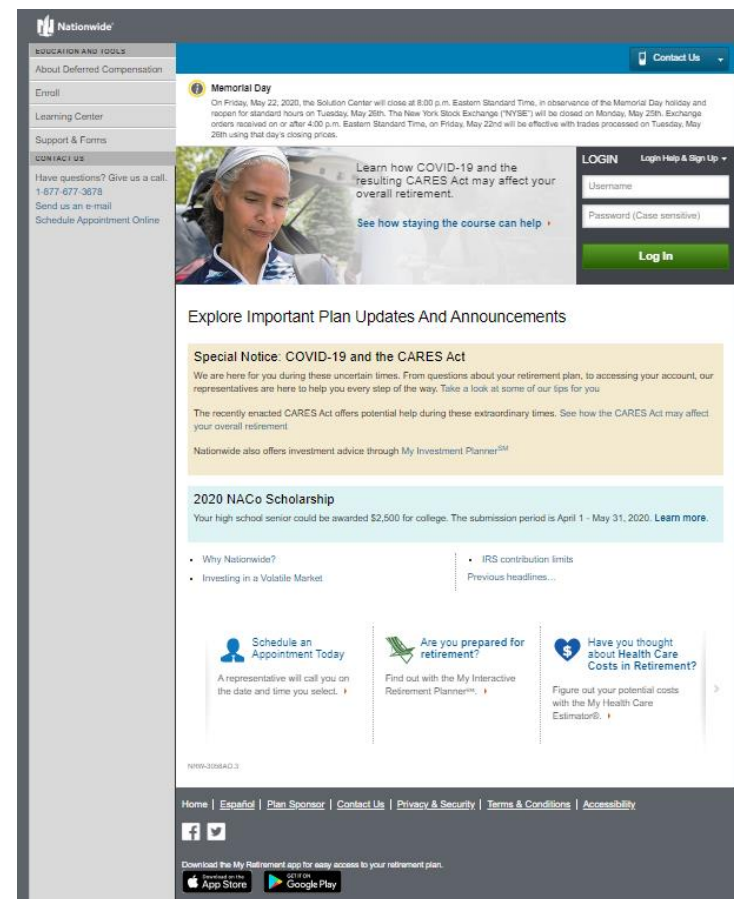 Nationwide®
EDUCATION AND TOOLS
About Deferred Compensation
Enroll
Learning Center
Support & Forms
CONTACT US
Have questions? Give us a call.
1-877-677-3678
Send us an e-mail
Schedule Appointment Online
Contact Us
Memorial Day
On Friday, May 22, 2020, the Solution Center will close at 8:00 p.m. Eastern Standard Time, in observance of the Memorial Day holiday and
reopen for standard hours on Tuesday, May 26th. The New York Stock Exchange ("NYSE") will be closed on Monday, May 25th. Exchange
orders received on or after 4:00 p.m. Eastern Standard Time, on Friday, May 22nd will be effective with trades processed on Tuesday, May
26th using that day's closing prices.
Learn how COVID-19 and the
resulting CARES Act may affect your
overall retirement.
See how staying the course can help
LOGIN Login Help & Sign Up
Username
Password (Case sensitive)
Log In
Explore Important Plan Updates And Announcements
Special Notice: COVID-19 and the CARES Act
We are here for you during these uncertain times. From questions about your retirement plan, to accessing your account, our
representatives are here to help you every step of the way. Take a look at some of our tips for you
The recently enacted CARES Act offers potential help during these extraordinary times. See how the CARES Act may affect
your overall retirement
Nationwide also offers investment advice through My Investment Planner℠
2020 NACo Scholarship
Your high school senior could be awarded $2,500 for college. The submission period is April 1 - May 31, 2020. Learn more.
• Why Nationwide?
• Investing in a Volatile Market
• IRS contribution limits
Previous headlines...
Schedule an
Appointment Today
A representative will call you on
the date and time you select.
Are you prepared for
retirement?
Find out with the My Interactive
Retirement Planner℠.
Have you thought
about Health Care
Costs in Retirement?
Figure out your potential costs
with the My Health Care
Estimator®.
NRW-3056AO.3
Home | Español | Plan Sponsor | Contact Us | Privacy & Security | Terms & Conditions | Accessibility
Download the My Retirement app for easy access to your retirement plan.
Download on the
App Store
GET IT ON
Google Play